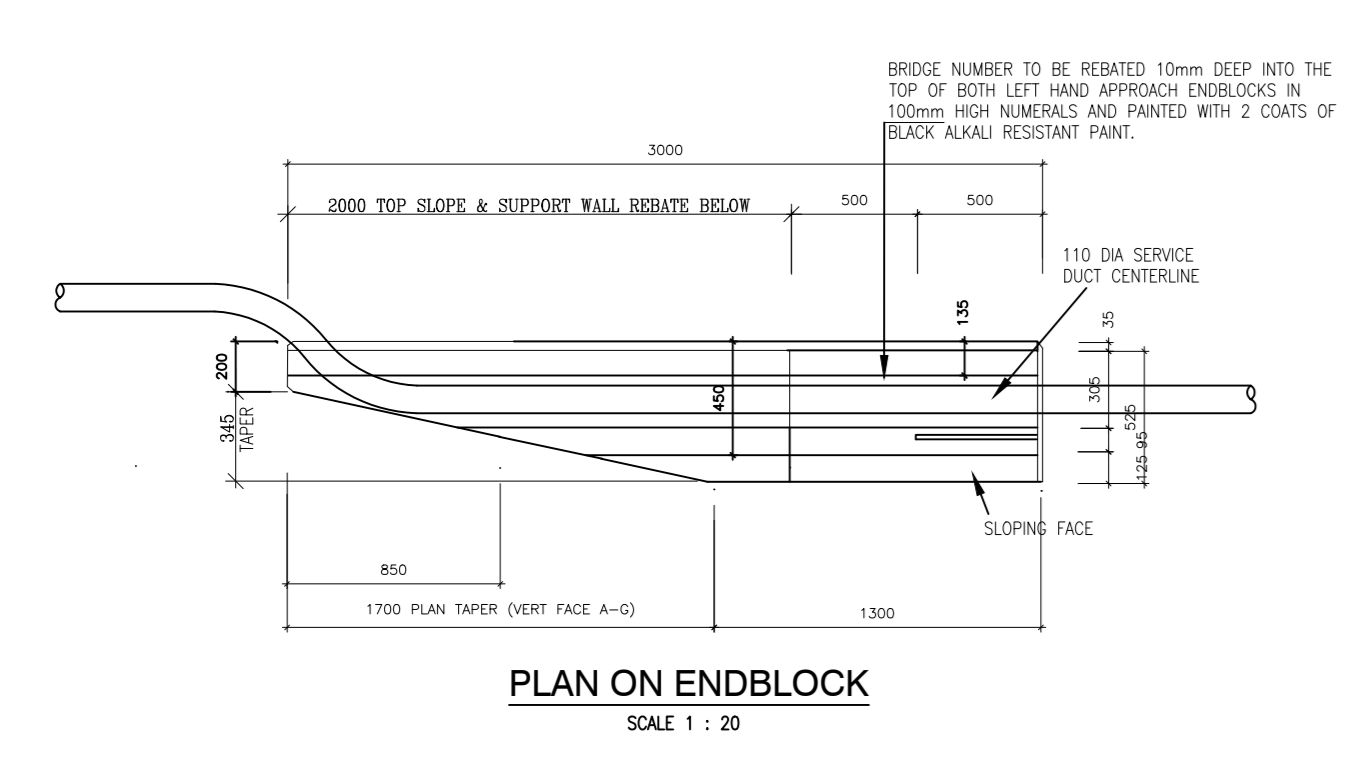 BRIDGE NUMBER TO BE REBATED 10mm DEEP INTO THE
TOP OF BOTH LEFT HAND APPROACH ENDBLOCKS IN
100mm HIGH NUMERALS AND PAINTED WITH 2 COATS OF
BLACK ALKALI RESISTANT PAINT.
3000
2000 TOP SLOPE & SUPPORT WALL REBATE BELOW
500
500
110 DIA SERVICE
DUCT CENTERLINE
135
35
200
450
305
525
345
TAPER
125
95
SLOPING FACE
850
1700 PLAN TAPER (VERT FACE A-G)
1300
PLAN ON ENDBLOCK
SCALE 1 : 20